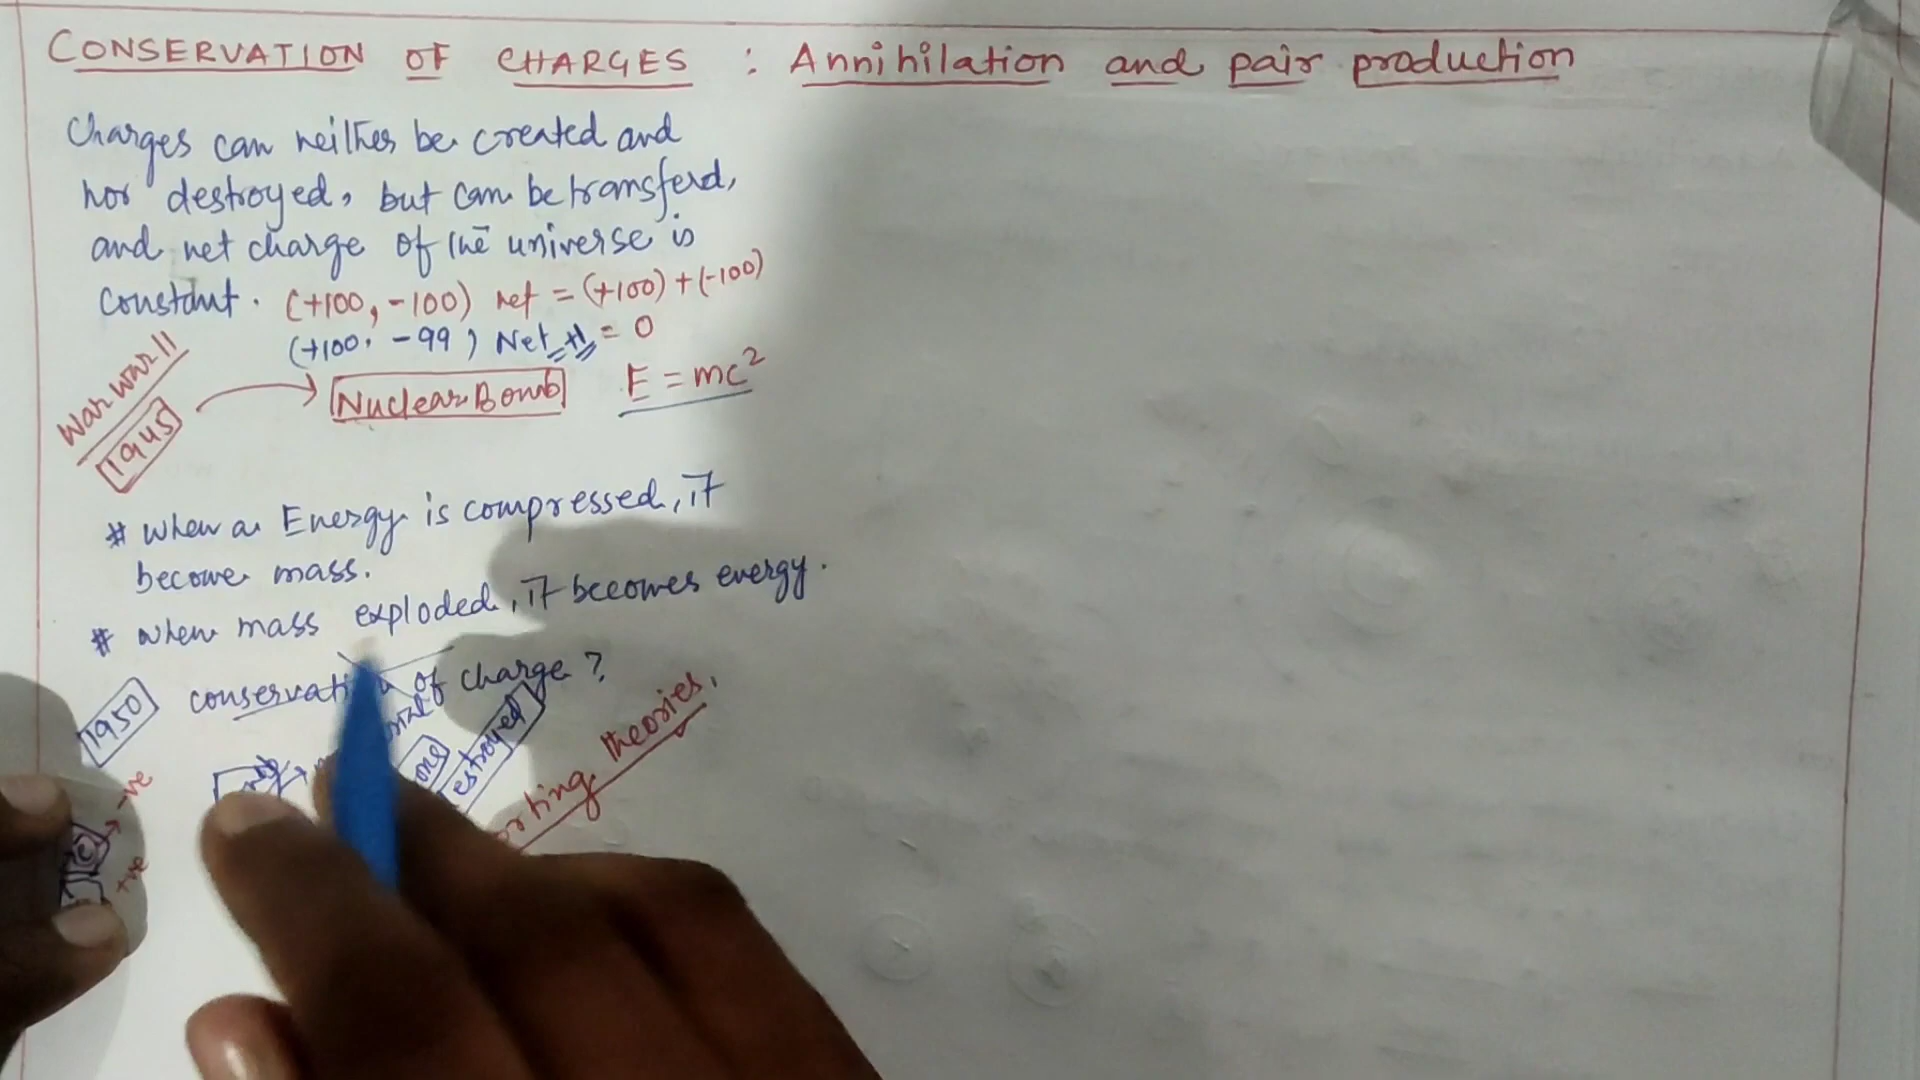 CONSERVATION OF CHARGES : Annihilation and pair production
Charges can neither be created and
nor destroyed, but can be transferd,
and net charge of the universe is
Constant. (+100, -100) net = (+100) + (-100)
(+100, -99) Net +1 = 0
War war II
1945
Nuclear Bomb
E = mc²
# when a Energy is compressed, it
become mass.
# when mass exploded, it becomes energy.
1950
conservati of charge ?
-ve
e
+ve
estroyed
orting theories,